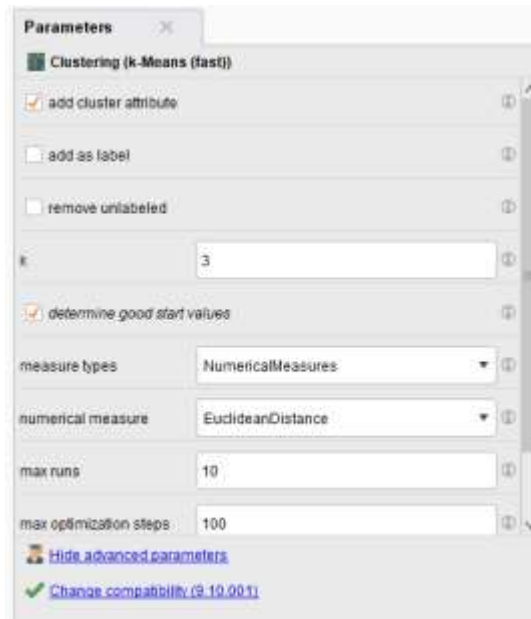 Parameters
Clustering (k-Means (fast))
add cluster attribute
add as label
remove unlabeled
k
3
determine good start values
measure types
NumericalMeasures
numerical measure
EuclideanDistance
max runs
10
max optimization steps
100
Hide advanced parameters
Change compatibility (9.10.001)